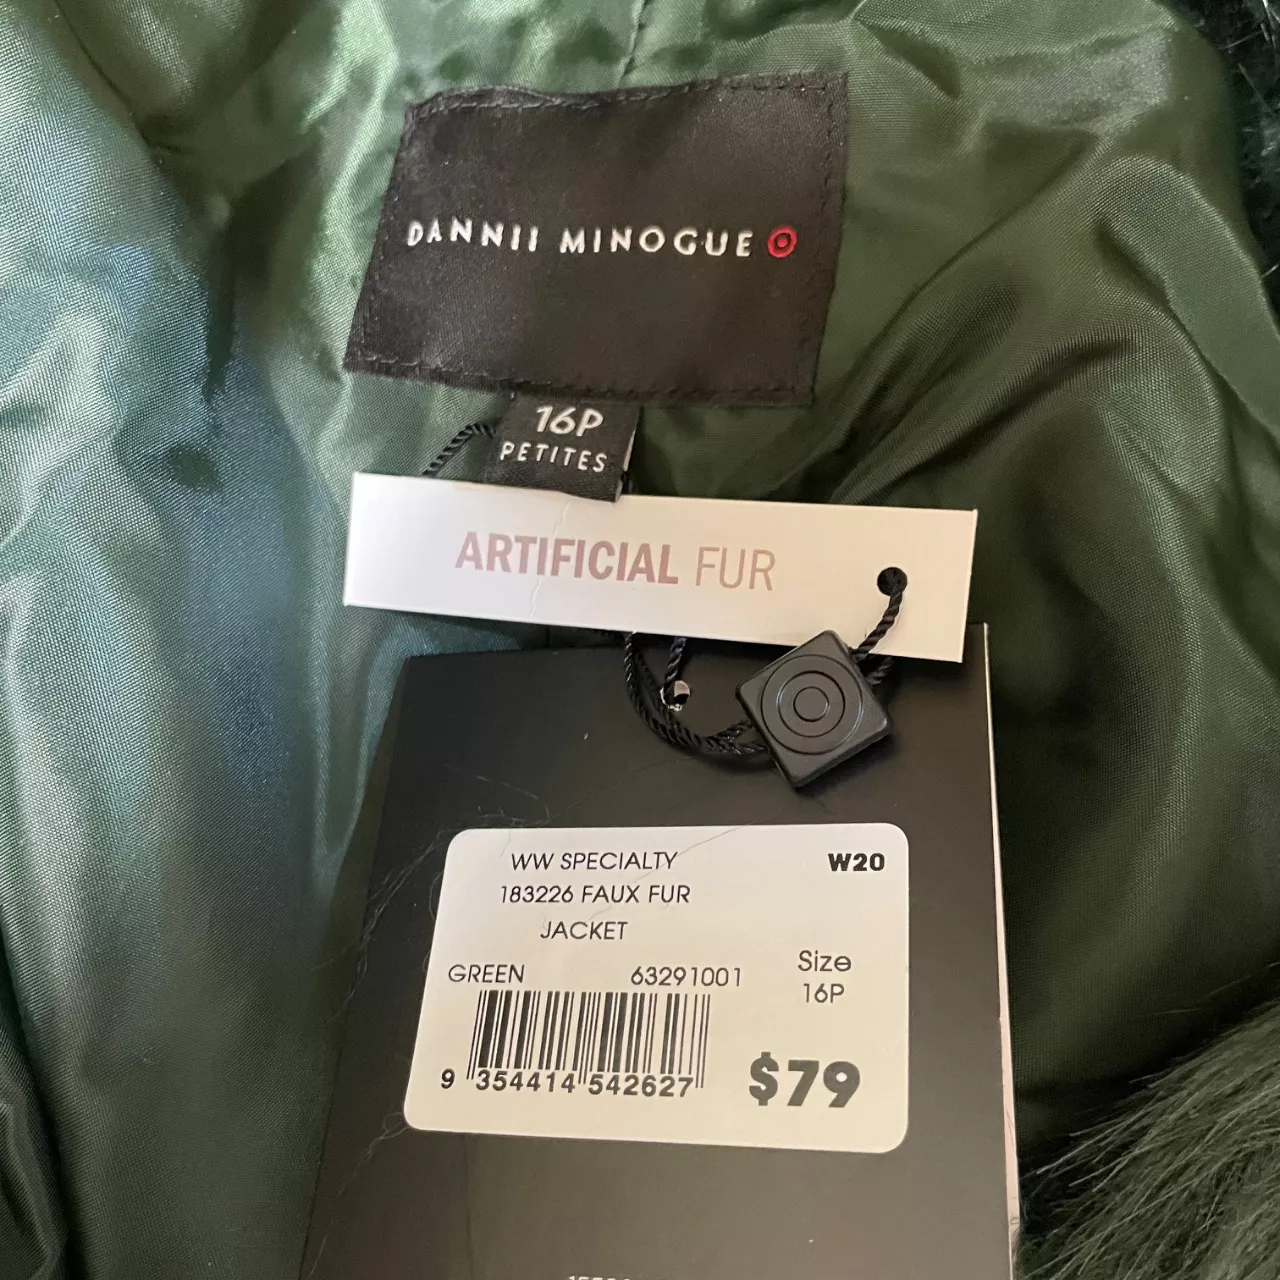 DANNII MINOGUE
16P
PETITES
ARTIFICIAL FUR
WW SPECIALTY W20
183226 FAUX FUR
JACKET
GREEN 63291001 Size
16P
9 354414 542627 $79